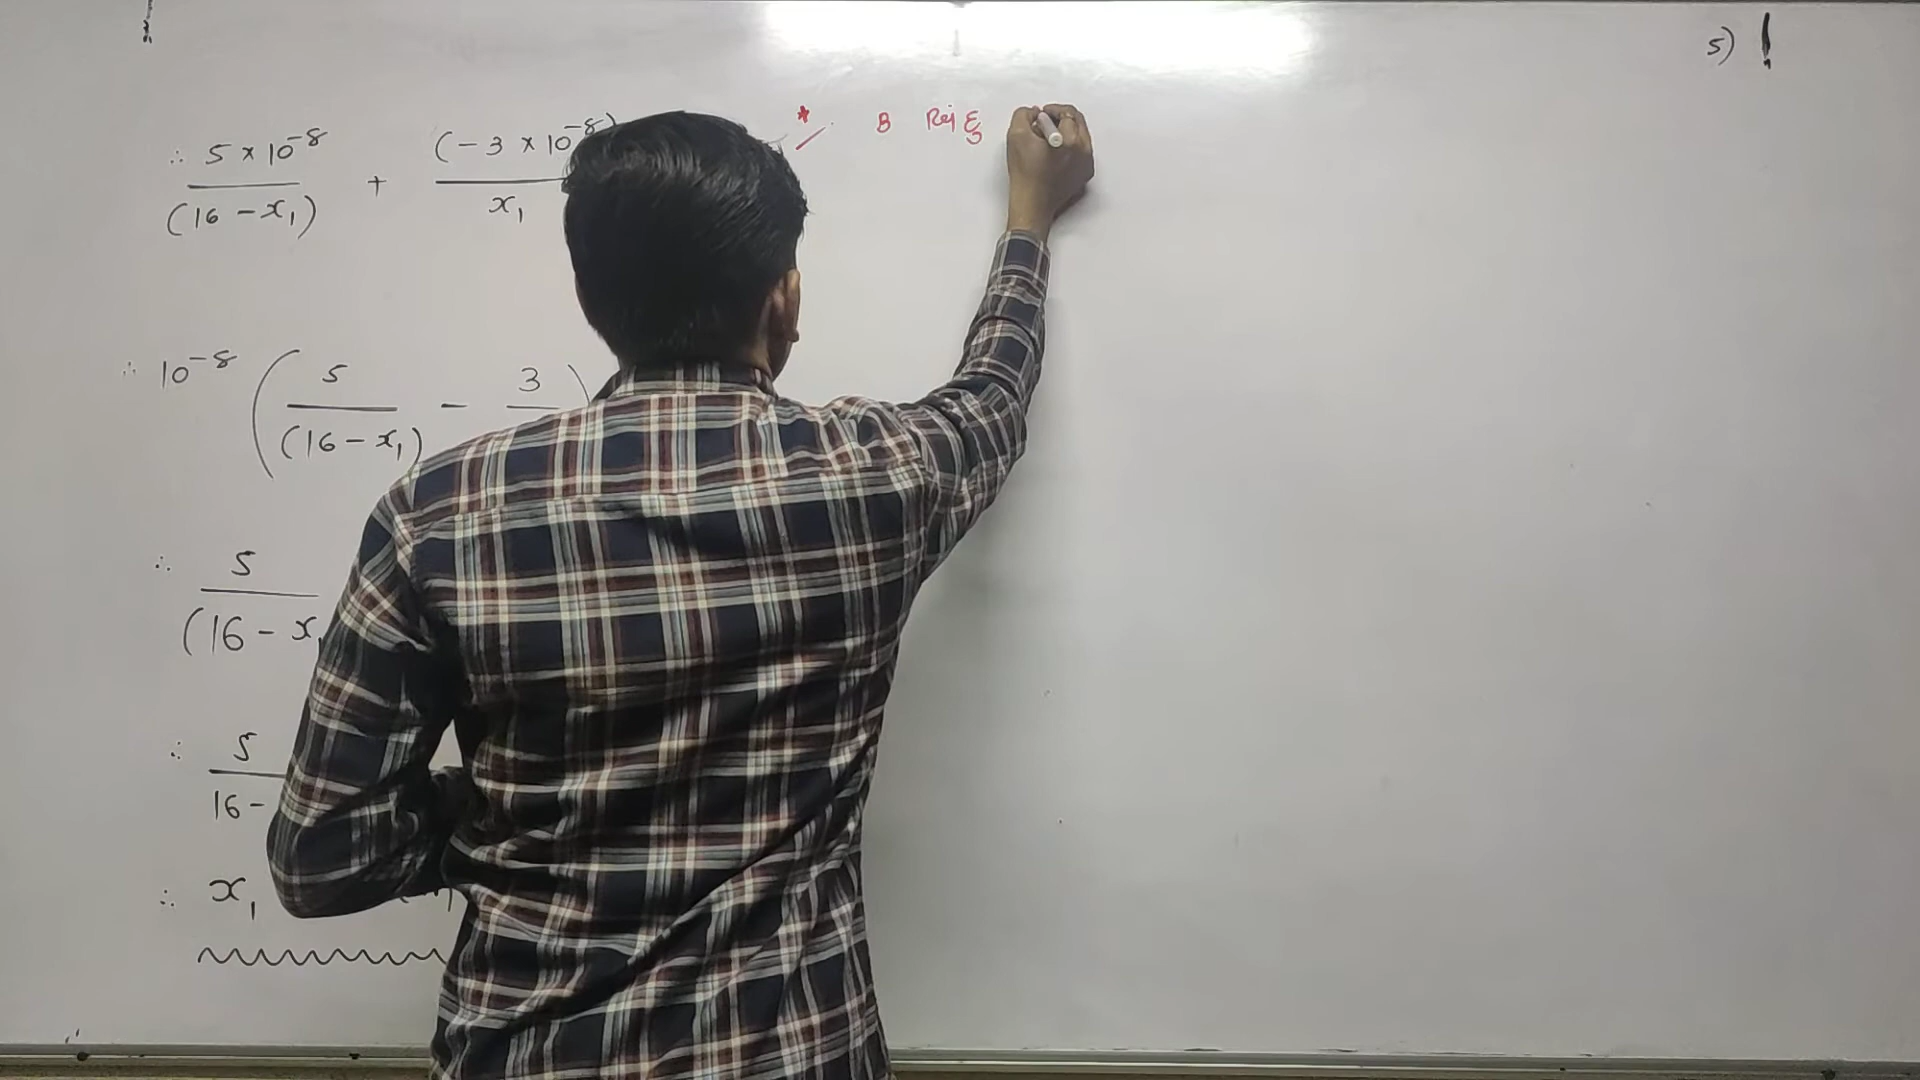 5) !
∴ 5 × 10⁻⁸ / (16 - x₁) + (-3 × 10⁻⁸) / x₁
* B
∴ 10⁻⁸ ( 5 / (16 - x₁) - 3
∴ 5 / (16 - x₁
∴ 5 / 16 -
∴ x₁